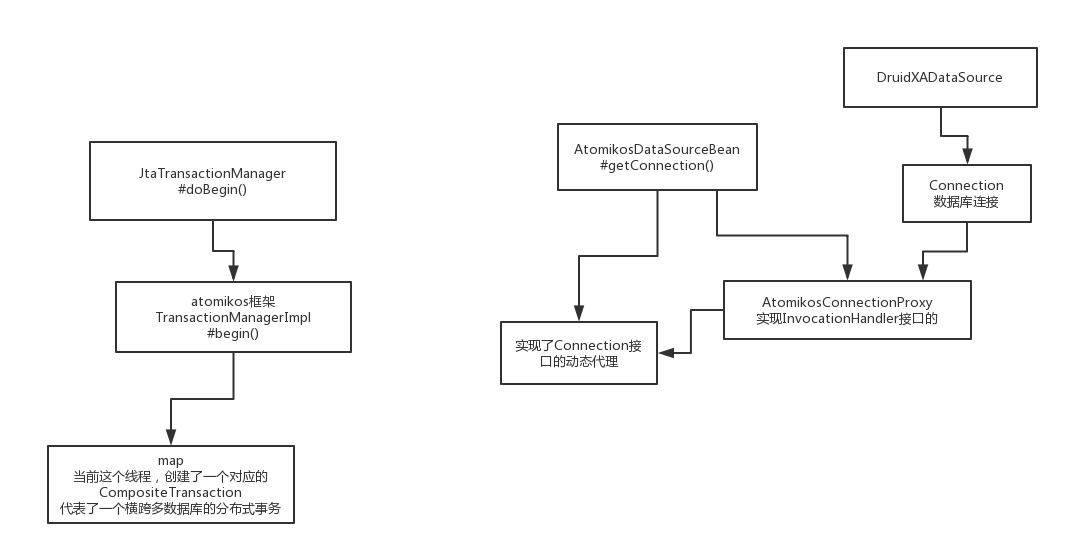 JtaTransactionManager
#doBegin()
atomikos框架
TransactionManagerImpl
#begin()
map
当前这个线程，创建了一个对应的
CompositeTransaction
代表了一个横跨多数据库的分布式事务
DruidXADataSource
AtomikosDataSourceBean
#getConnection()
Connection
数据库连接
AtomikosConnectionProxy
实现InvocationHandler接口的
实现了Connection接
口的动态代理